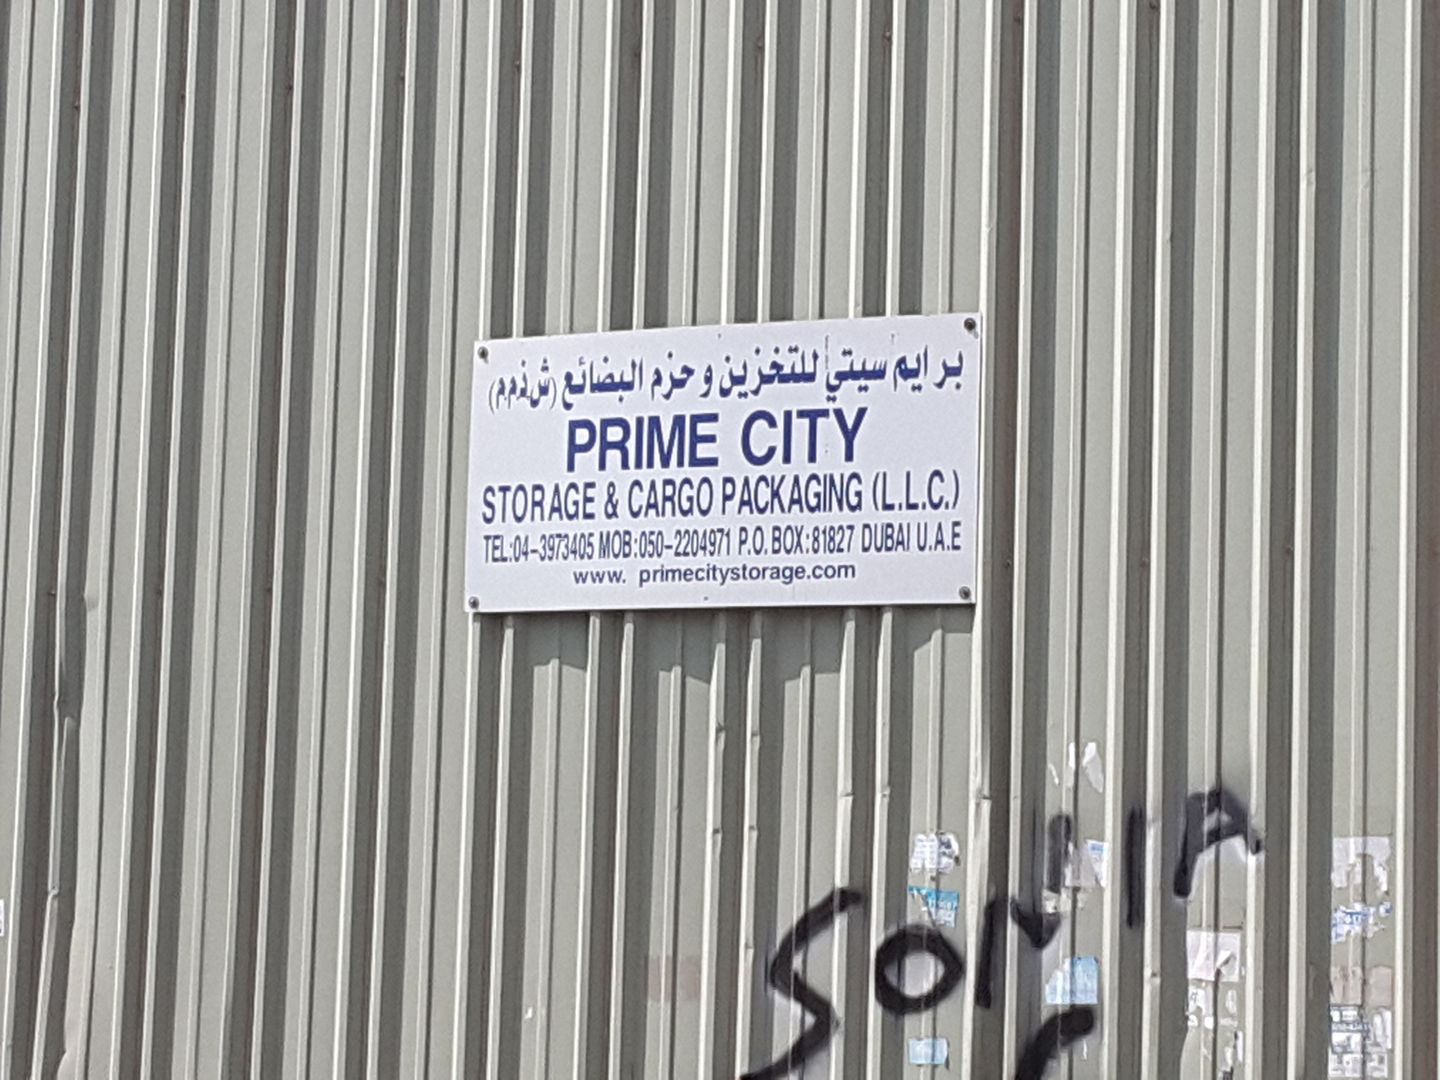 برايم سيتي للتخزين و حزم البضائع (ش.ذ.م.م)
PRIME CITY
STORAGE & CARGO PACKAGING (L.L.C.)
TEL:04-3973405 MOB:050-2204971 P.O. BOX:81827 DUBAI U.A.E
www. primecitystorage.com
SONIA